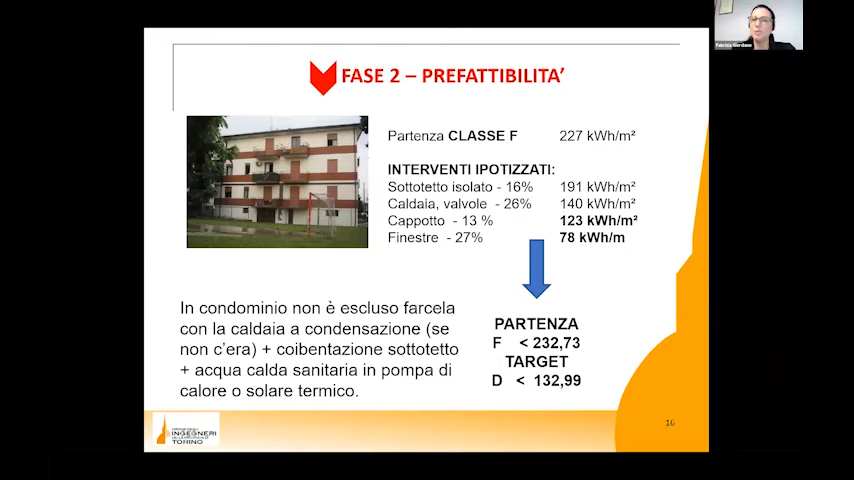 Fabrizia Giordano
FASE 2 – PREFATTIBILITA'
Partenza CLASSE F 227 kWh/m²
INTERVENTI IPOTIZZATI:
Sottotetto isolato - 16% 191 kWh/m²
Caldaia, valvole - 26% 140 kWh/m²
Cappotto - 13 % 123 kWh/m²
Finestre - 27% 78 kWh/m
In condominio non è escluso farcela
con la caldaia a condensazione (se
non c'era) + coibentazione sottotetto
+ acqua calda sanitaria in pompa di
calore o solare termico.
PARTENZA
F < 232,73
TARGET
D < 132,99
INGEGNERI
TORINO
16